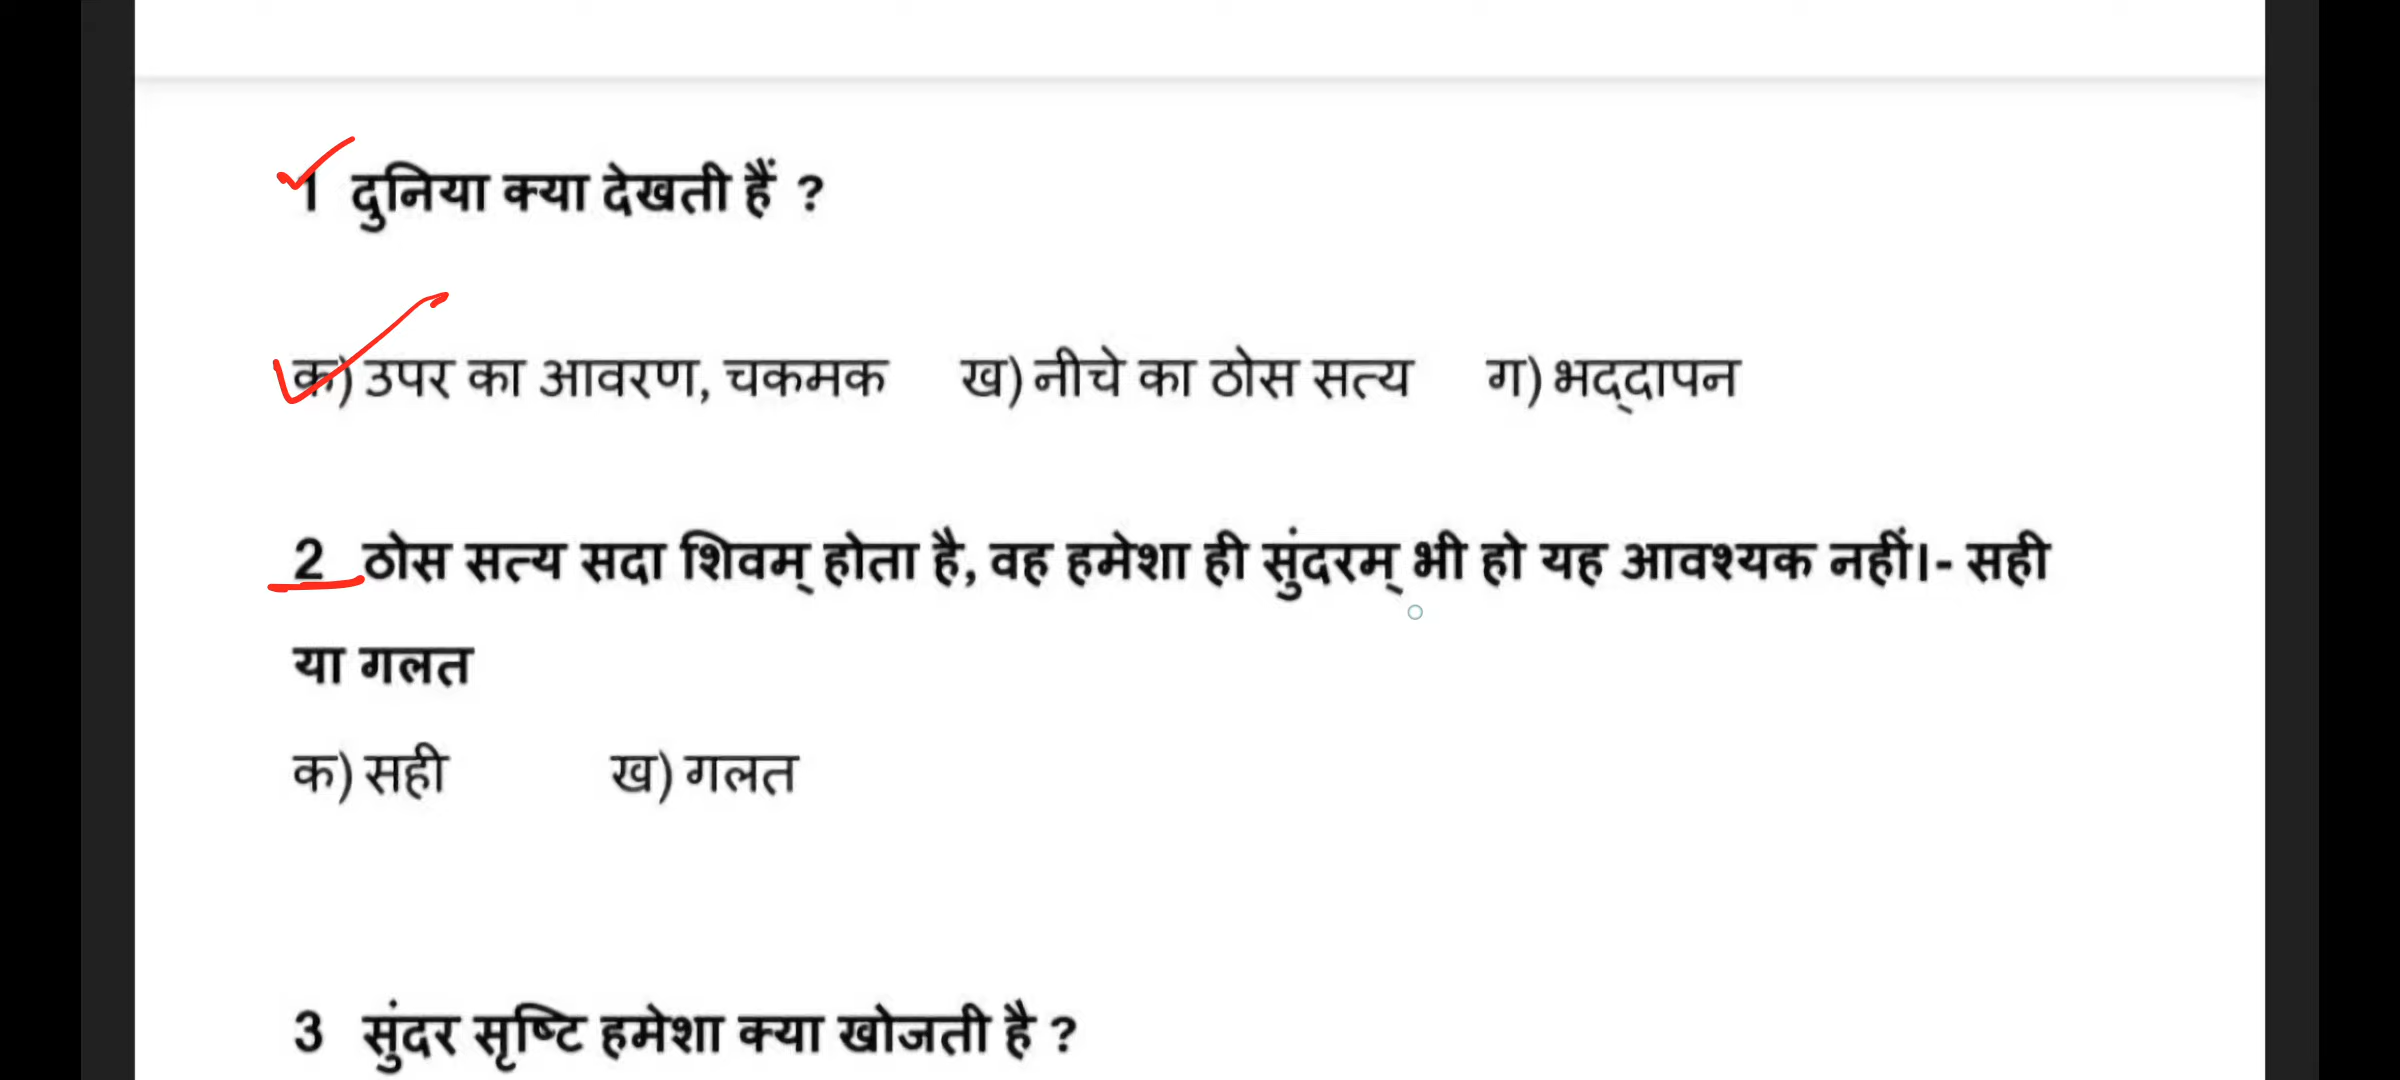 1 दुनिया क्या देखती हैं ?
क) उपर का आवरण, चकमक ख) नीचे का ठोस सत्य ग) भद्‌दापन
2 ठोस सत्य सदा शिवम् होता है, वह हमेशा ही सुंदरम् भी हो यह आवश्यक नहीं।- सही
या गलत
क) सही ख) गलत
3 सुंदर सृष्टि हमेशा क्या खोजती है ?